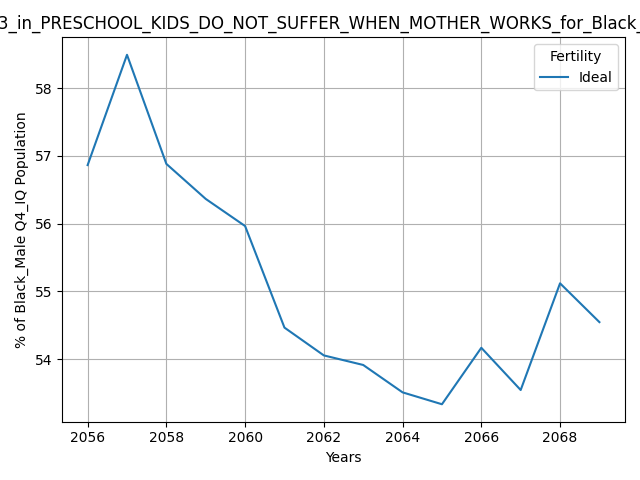 3_in_PRESCHOOL_KIDS_DO_NOT_SUFFER_WHEN_MOTHER_WORKS_for_Black_
Fertility
Ideal
% of Black_Male Q4_IQ Population
58
57
56
55
54
2056 2058 2060 2062 2064 2066 2068
Years